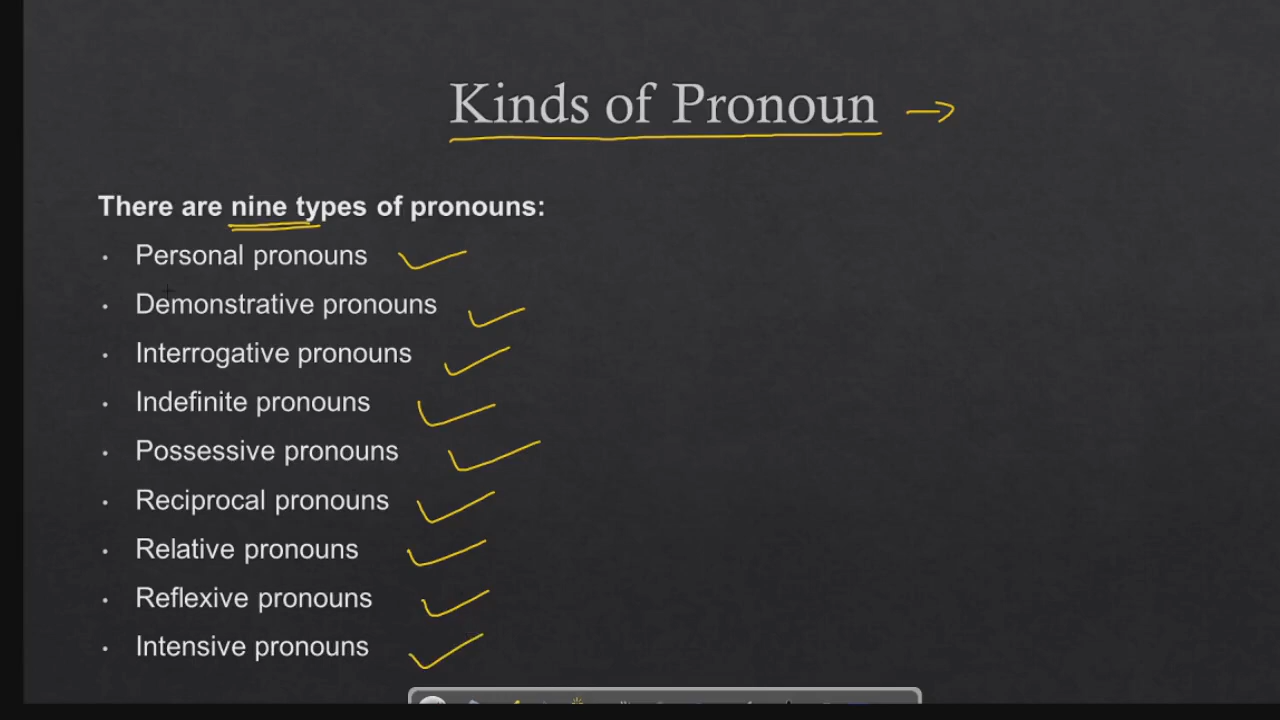 Kinds of Pronoun
There are nine types of pronouns:
• Personal pronouns
• Demonstrative pronouns
• Interrogative pronouns
• Indefinite pronouns
• Possessive pronouns
• Reciprocal pronouns
• Relative pronouns
• Reflexive pronouns
• Intensive pronouns